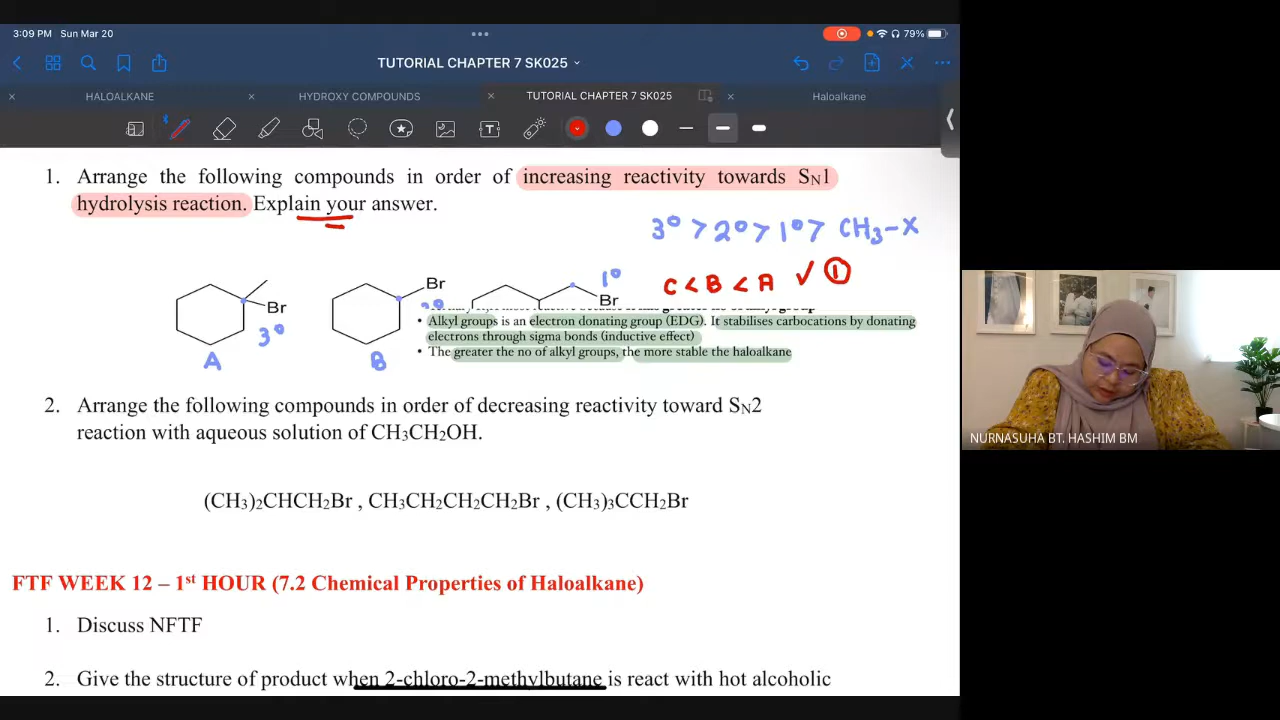 3:09 PM Sun Mar 20
79%
TUTORIAL CHAPTER 7 SK025
HALOALKANE
HYDROXY COMPOUNDS
TUTORIAL CHAPTER 7 SK025
Haloalkane
1. Arrange the following compounds in order of increasing reactivity towards SN1
hydrolysis reaction. Explain your answer.
3° > 2° > 1° > CH3-X
C < B < A ✓ ①
Br
3°
A
Br
B
1°
Br
• Alkyl groups is an electron donating group (EDG). It stabilises carbocations by donating
electrons through sigma bonds (inductive effect)
• The greater the no of alkyl groups, the more stable the haloalkane
2. Arrange the following compounds in order of decreasing reactivity toward SN2
reaction with aqueous solution of CH3CH2OH.
(CH3)2CHCH2Br , CH3CH2CH2CH2Br , (CH3)3CCH2Br
FTF WEEK 12 – 1st HOUR (7.2 Chemical Properties of Haloalkane)
1. Discuss NFTF
2. Give the structure of product when 2-chloro-2-methylbutane is react with hot alcoholic
NURNASUHA BT. HASHIM BM